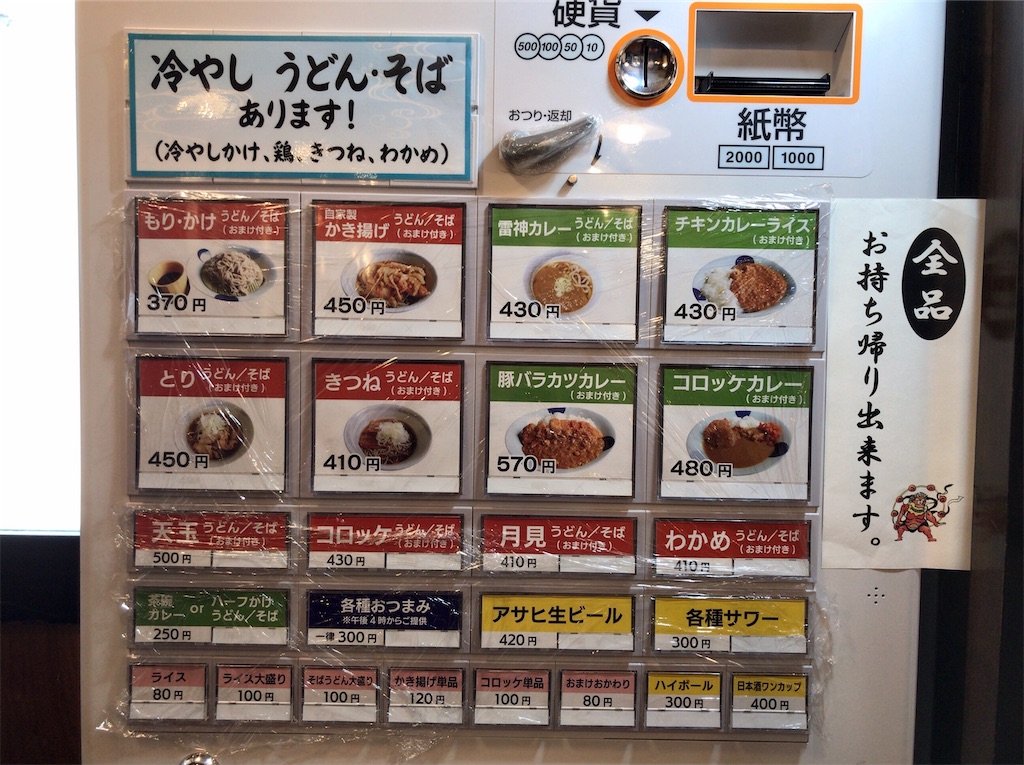 冷やし うどん・そば
あります!
(冷やしかけ、鶏、きつね、わかめ)
硬貨
500 100 50 10
おつり・返却
紙幣
2000 1000
もり・かけ うどん/そば
(おまけ付き)
370円
自家製
かき揚げ うどん/そば
(おまけ付き)
450円
雷神カレー うどん/そば
(おまけ付き)
430円
チキンカレーライス
(おまけ付き)
430円
とり うどん/そば
(おまけ付き)
450円
きつね うどん/そば
(おまけ付き)
410円
豚バラカツカレー
(おまけ付き)
570円
コロッケカレー
(おまけ付き)
480円
天玉 うどん/そば
(おまけ付き)
500円
コロッケ うどん/そば
(おまけ付き)
430円
月見 うどん/そば
(おまけ付き)
410円
わかめ うどん/そば
(おまけ付き)
410円
茶碗カレー or ハーフかけうどん/そば
250円
各種おつまみ
※午後4時からご提供
一律 300円
アサヒ生ビール
420円
各種サワー
300円
ライス
80円
ライス大盛り
100円
そばうどん大盛り
100円
かき揚げ単品
120円
コロッケ単品
100円
おまけおかわり
80円
ハイボール
300円
日本酒ワンカップ
400円
全品
お持ち帰り出来ます。